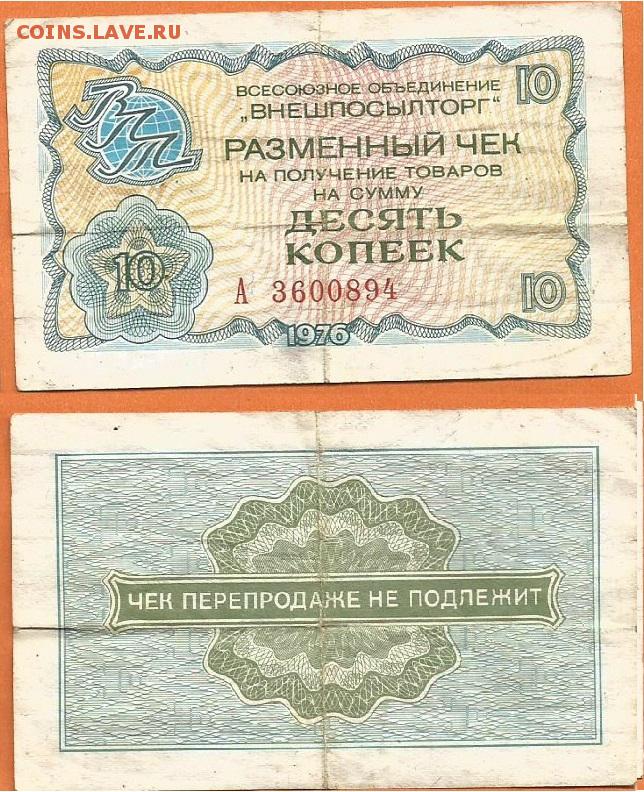 COINS.LAVE.RU
ВПТ
ВСЕСОЮЗНОЕ ОБЪЕДИНЕНИЕ
„ВНЕШПОСЫЛТОРГ"
10
РАЗМЕННЫЙ ЧЕК
НА ПОЛУЧЕНИЕ ТОВАРОВ
НА СУММУ
ДЕСЯТЬ
КОПЕЕК
10
А 3600894
10
1976
ЧЕК ПЕРЕПРОДАЖЕ НЕ ПОДЛЕЖИТ